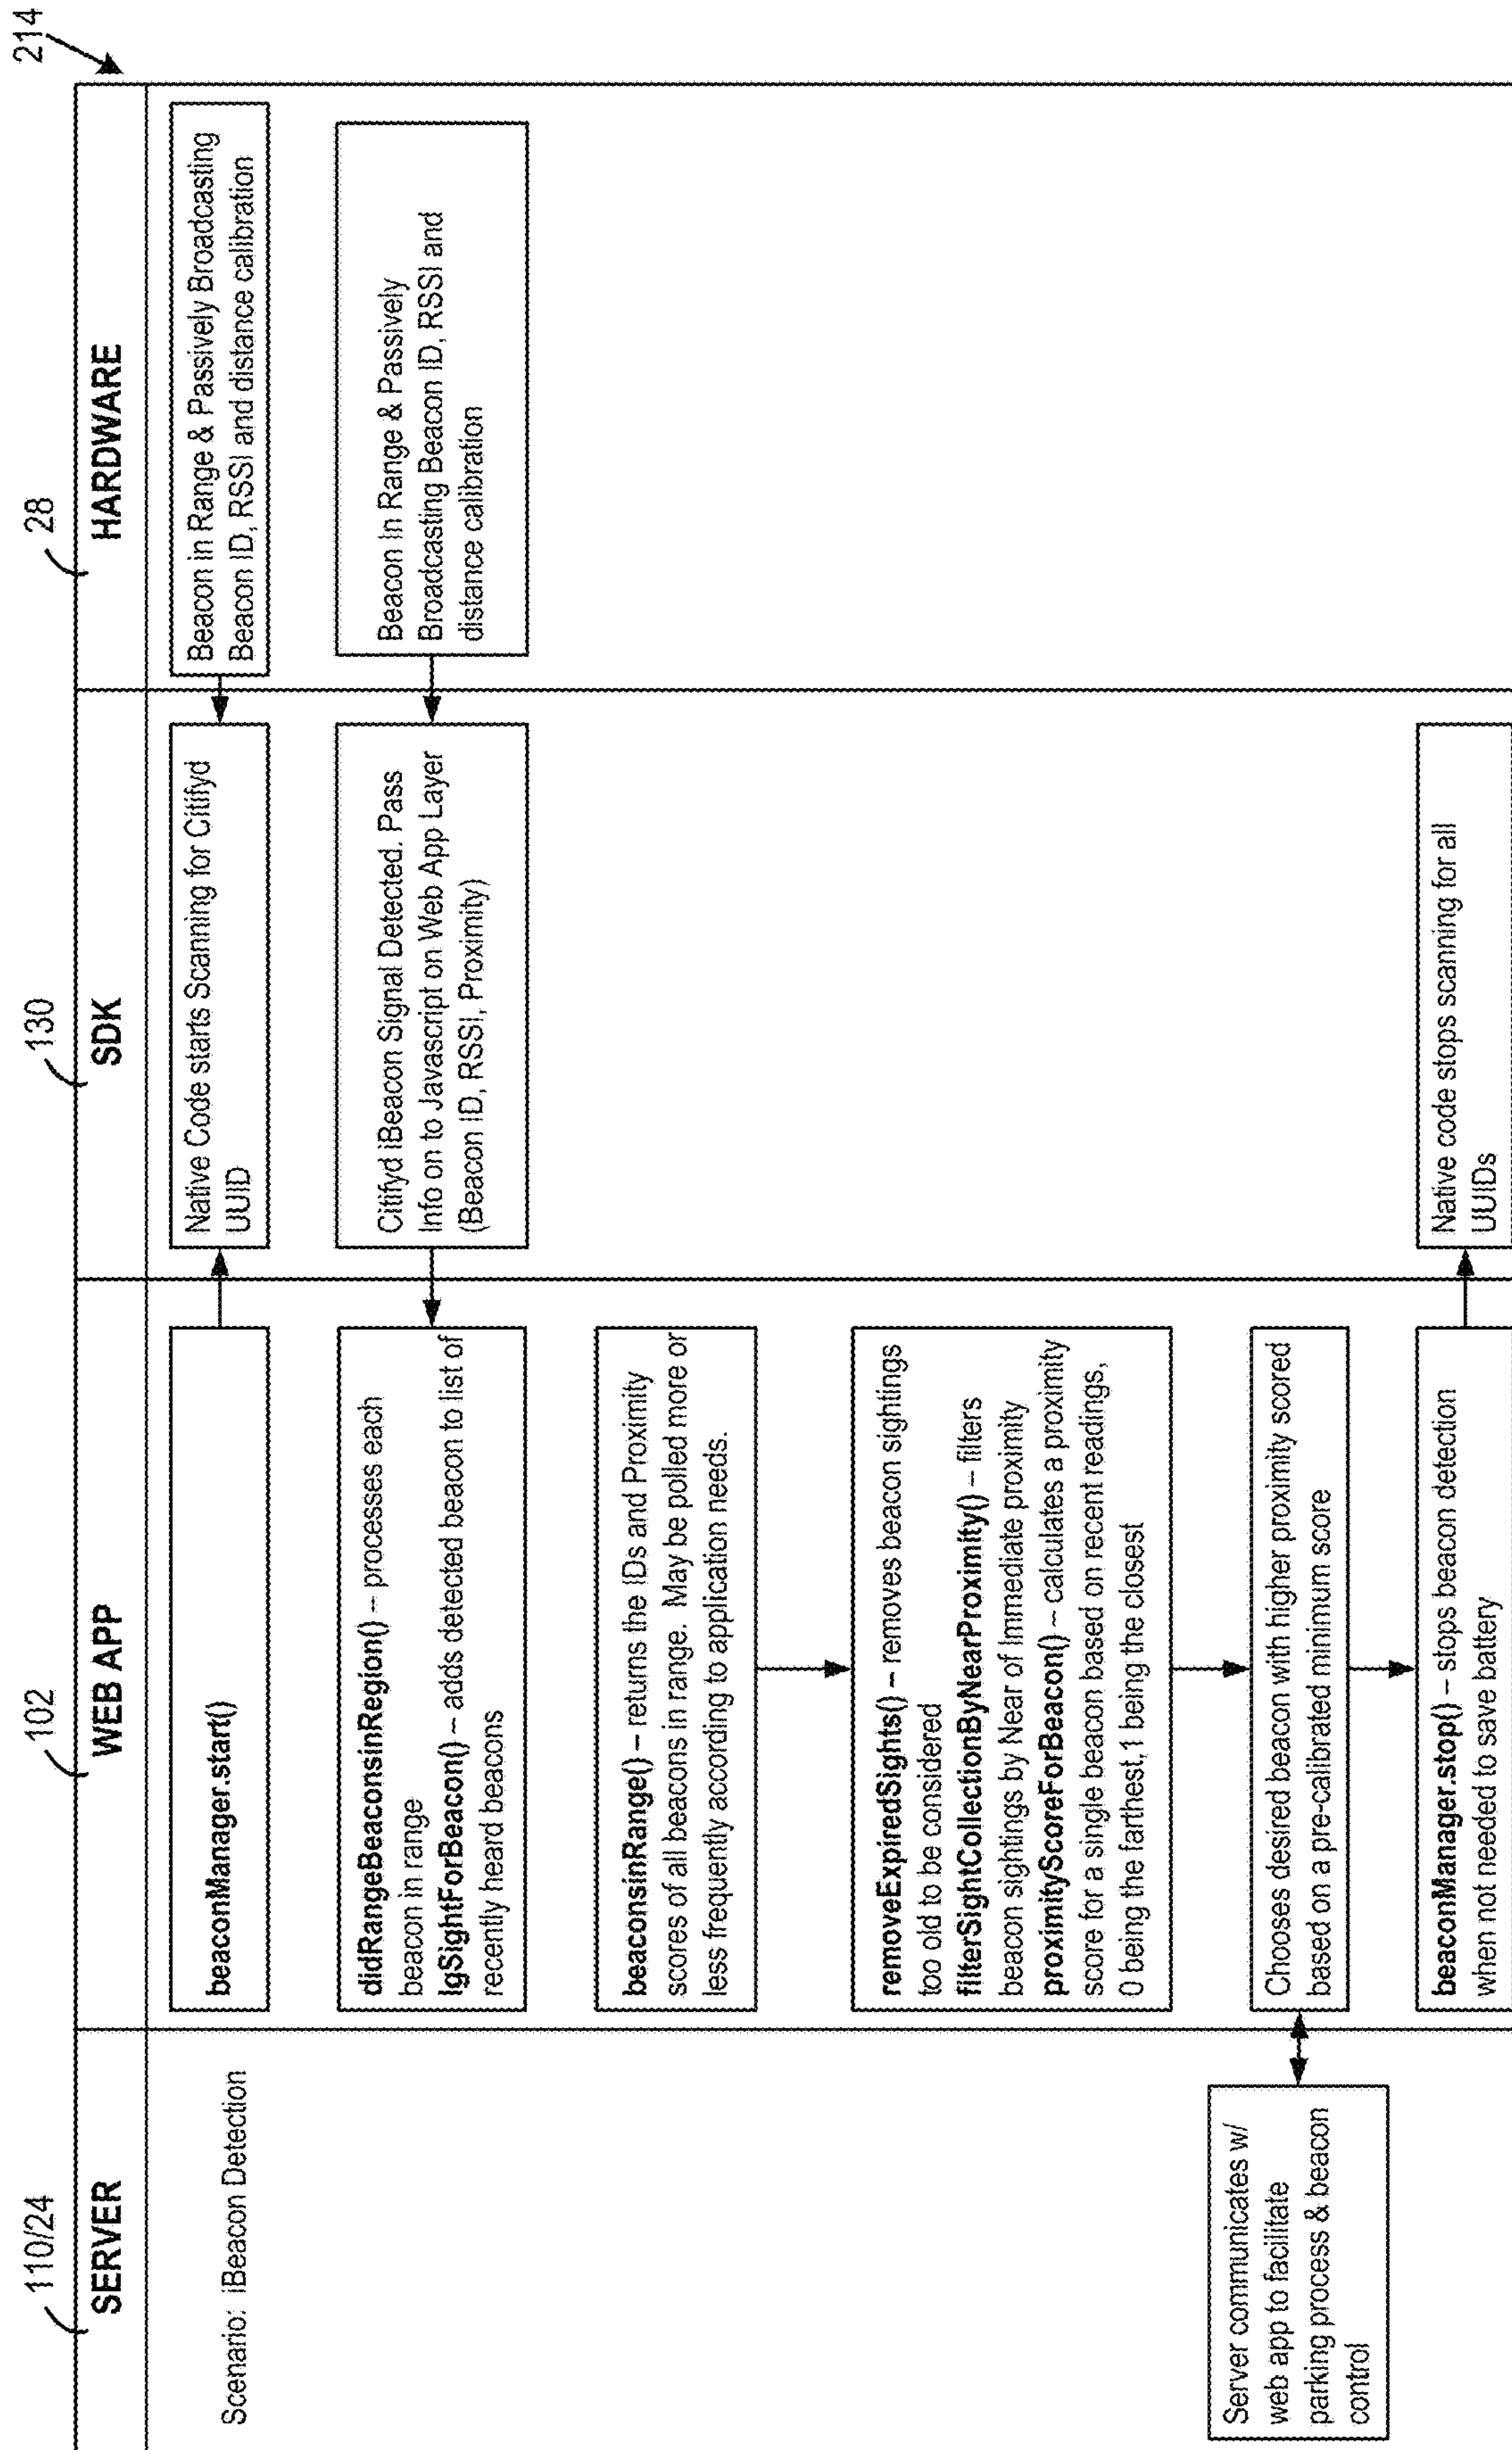 214
110/24
102
130
28
SERVER
WEB APP
SDK
HARDWARE
Scenario: iBeacon Detection
beaconManager.start()
Native Code starts Scanning for Citifyd
UUID
Beacon in Range & Passively Broadcasting
Beacon ID, RSSI and distance calibration
didRangeBeaconsinRegion() – processes each
beacon in range
lgSightForBeacon() – adds detected beacon to list of
recently heard beacons
Citifyd iBeacon Signal Detected. Pass
Info on to Javascript on Web App Layer
(Beacon ID, RSSI, Proximity)
Beacon In Range & Passively
Broadcasting Beacon ID, RSSI and
distance calibration
beaconsinRange() – returns the IDs and Proximity
scores of all beacons in range. May be polled more or
less frequently according to application needs.
removeExpiredSights() – removes beacon sightings
too old to be considered
filterSightCollectionByNearProximity() – filters
beacon sightings by Near of Immediate proximity
proximityScoreForBeacon() – calculates a proximity
score for a single beacon based on recent readings,
0 being the farthest,1 being the closest
Server communicates w/
web app to facilitate
parking process & beacon
control
Chooses desired beacon with higher proximity scored
based on a pre-calibrated minimum score
beaconManager.stop() – stops beacon detection
when not needed to save battery
Native code stops scanning for all
UUIDs